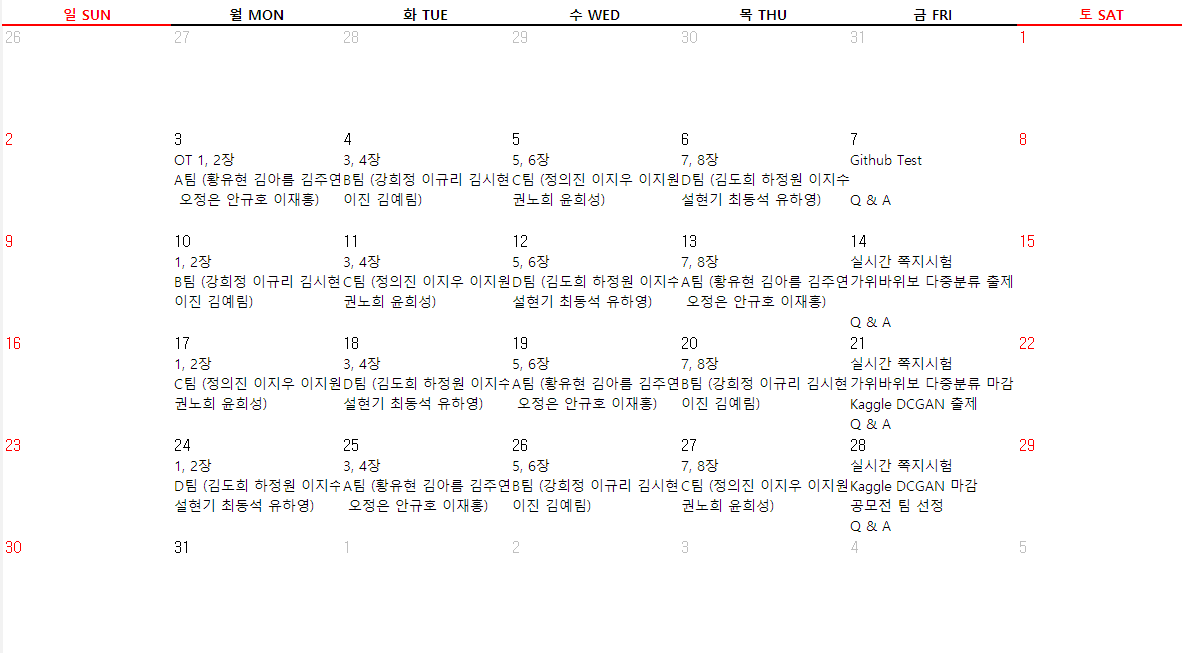 일 SUN 월 MON 화 TUE 수 WED 목 THU 금 FRI 토 SAT
26 27 28 29 30 31 1
2 3 4 5 6 7 8
OT 1, 2장 3, 4장 5, 6장 7, 8장 Github Test
A팀 (황유현 김아름 김주연 B팀 (강희정 이규리 김시현 C팀 (정의진 이지우 이지원 D팀 (김도희 하정원 이지수
오정은 안규호 이재홍) 이진 김예림) 권노희 윤희성) 설현기 최동석 유하영) Q & A
9 10 11 12 13 14 15
1, 2장 3, 4장 5, 6장 7, 8장 실시간 쪽지시험
B팀 (강희정 이규리 김시현 C팀 (정의진 이지우 이지원 D팀 (김도희 하정원 이지수 A팀 (황유현 김아름 김주연 가위바위보 다중분류 출제
이진 김예림) 권노희 윤희성) 설현기 최동석 유하영) 오정은 안규호 이재홍)
Q & A
16 17 18 19 20 21 22
1, 2장 3, 4장 5, 6장 7, 8장 실시간 쪽지시험
C팀 (정의진 이지우 이지원 D팀 (김도희 하정원 이지수 A팀 (황유현 김아름 김주연 B팀 (강희정 이규리 김시현 가위바위보 다중분류 마감
권노희 윤희성) 설현기 최동석 유하영) 오정은 안규호 이재홍) 이진 김예림) Kaggle DCGAN 출제
Q & A
23 24 25 26 27 28 29
1, 2장 3, 4장 5, 6장 7, 8장 실시간 쪽지시험
D팀 (김도희 하정원 이지수 A팀 (황유현 김아름 김주연 B팀 (강희정 이규리 김시현 C팀 (정의진 이지우 이지원 Kaggle DCGAN 마감
설현기 최동석 유하영) 오정은 안규호 이재홍) 이진 김예림) 권노희 윤희성) 공모전 팀 선정
Q & A
30 31 1 2 3 4 5